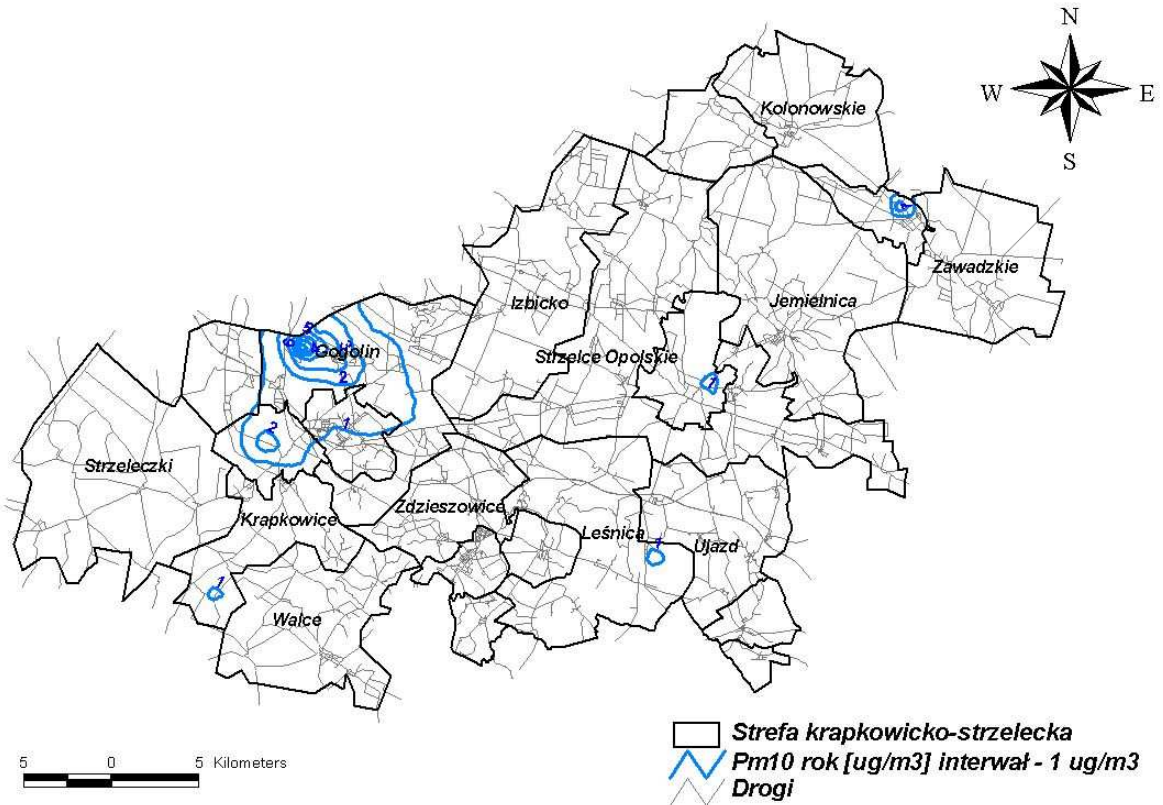 N
W E
S
Kolonowskie
Zawadzkie
Izbicko
Jemielnica
5
6
Gogolin
Strzelce Opolskie
2
1
2
1
Strzeleczki
Zdzieszowice
Krapkowice
Leśnica
1
Ujazd
1
Walce
Strefa krapkowicko-strzelecka
5 0 5 Kilometers
Pm10 rok [ug/m3] interwał - 1 ug/m3
Drogi